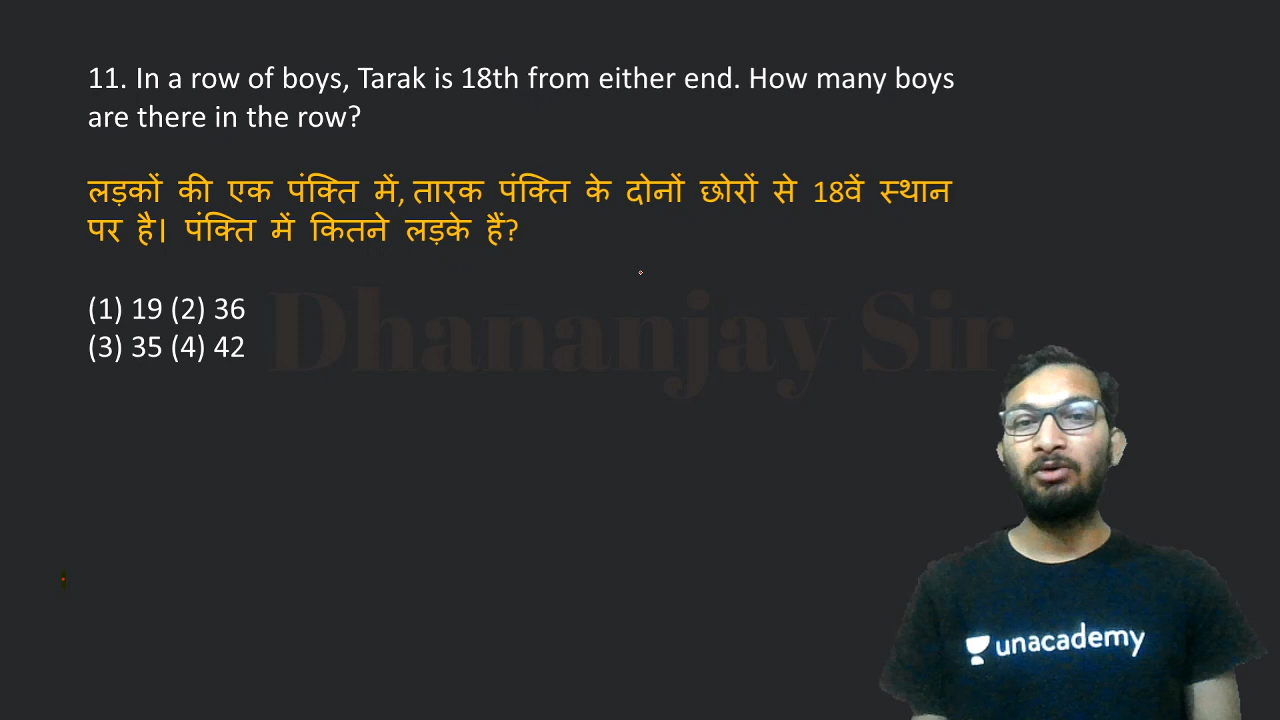 11. In a row of boys, Tarak is 18th from either end. How many boys
are there in the row?
लड़कों की एक पंक्ति में, तारक पंक्ति के दोनों छोरों से 18वें स्थान
पर है। पंक्ति में कितने लड़के हैं?
(1) 19 (2) 36
(3) 35 (4) 42
Dhananjay Sir
unacademy